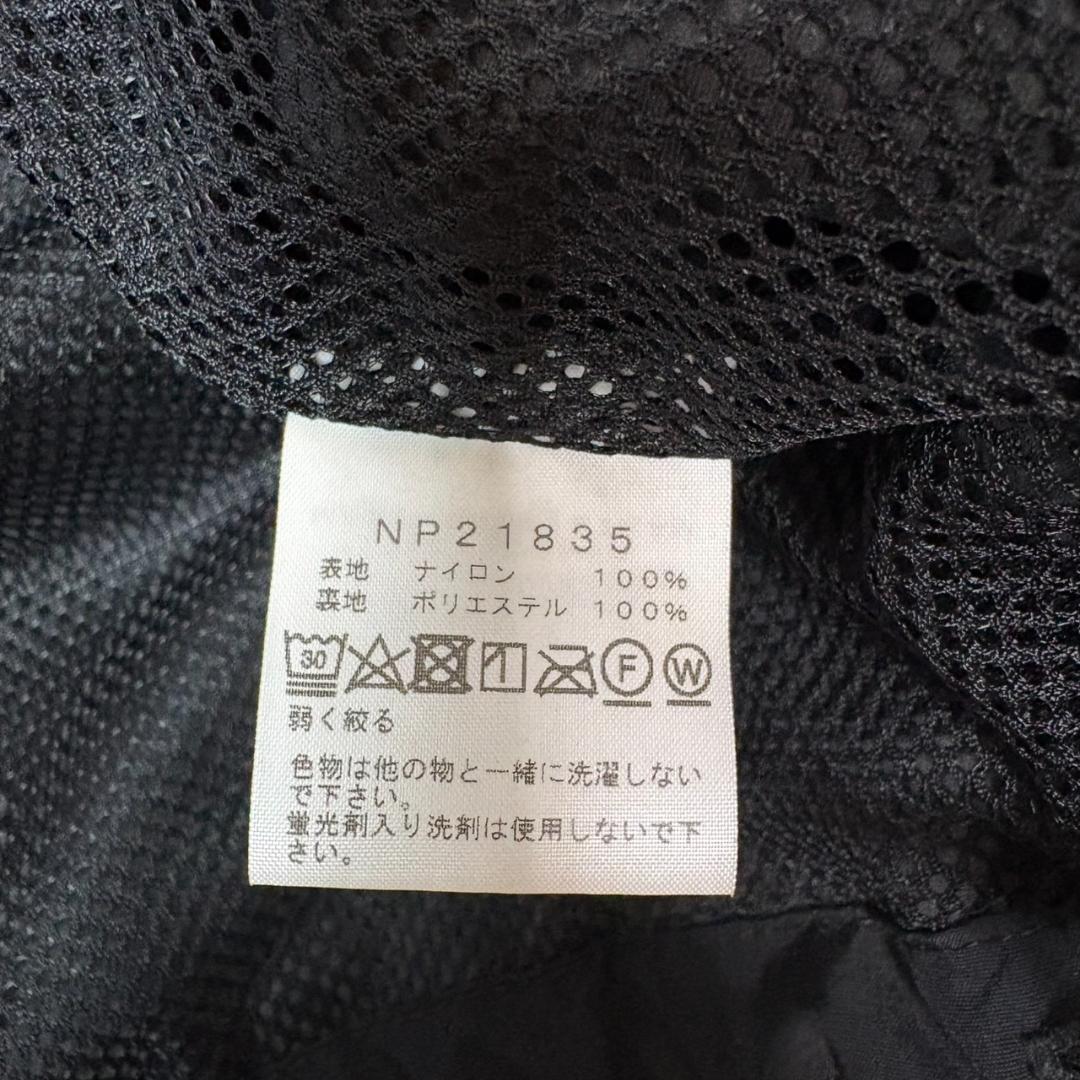 NP21835
表地 ナイロン 100%
裏地 ポリエステル 100%
30 F W
弱く絞る
色物は他の物と一緒に洗濯しない
で下さい。
蛍光剤入り洗剤は使用しないで下
さい。